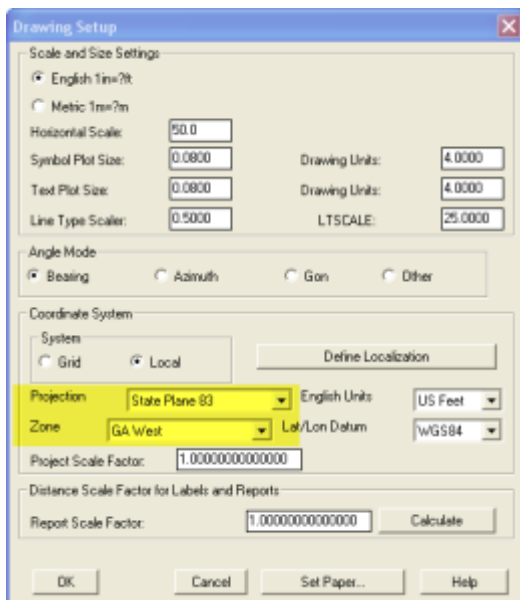 Drawing Setup
Scale and Size Settings
English 1in=?ft
Metric 1m=?m
Horizontal Scale: 50.0
Symbol Plot Size: 0.0800 Drawing Units: 4.0000
Text Plot Size: 0.0800 Drawing Units: 4.0000
Line Type Scaler: 0.5000 LTSCALE: 25.0000
Angle Mode
Bearing Azimuth Gon Other
Coordinate System
System
Grid Local Define Localization
Projection State Plane 83 English Units US Feet
Zone GA West Lat/Lon Datum WGS84
Project Scale Factor: 1.00000000000000
Distance Scale Factor for Labels and Reports
Report Scale Factor: 1.00000000000000 Calculate
OK Cancel Set Paper... Help